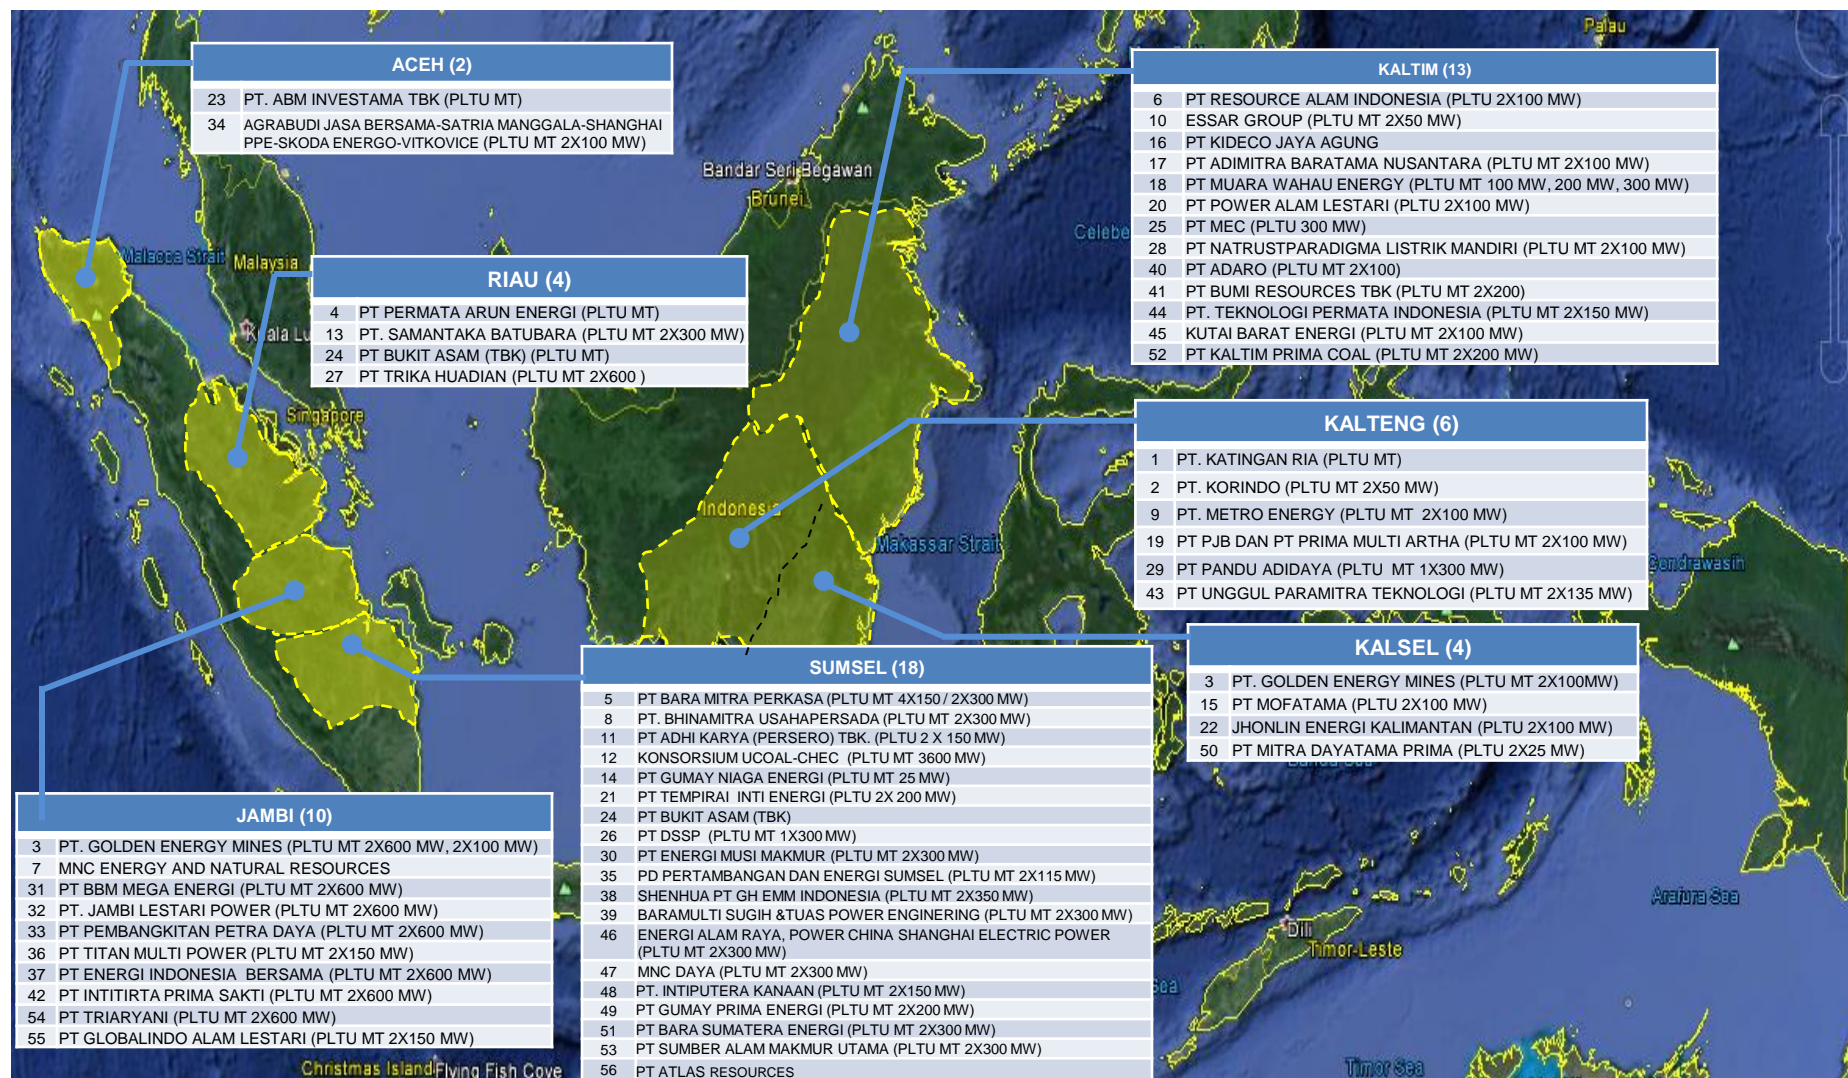 ACEH (2)
23 PT. ABM INVESTAMA TBK (PLTU MT)
34 AGRABUDI JASA BERSAMA-SATRIA MANGGALA-SHANGHAI
PPE-SKODA ENERGO-VITKOVICE (PLTU MT 2X100 MW)
RIAU (4)
4 PT PERMATA ARUN ENERGI (PLTU MT)
13 PT. SAMANTAKA BATUBARA (PLTU MT 2X300 MW)
24 PT BUKIT ASAM (TBK) (PLTU MT)
27 PT TRIKA HUADIAN (PLTU MT 2X600 )
KALTIM (13)
6 PT RESOURCE ALAM INDONESIA (PLTU 2X100 MW)
10 ESSAR GROUP (PLTU MT 2X50 MW)
16 PT KIDECO JAYA AGUNG
17 PT ADIMITRA BARATAMA NUSANTARA (PLTU MT 2X100 MW)
18 PT MUARA WAHAU ENERGY (PLTU MT 100 MW, 200 MW, 300 MW)
20 PT POWER ALAM LESTARI (PLTU 2X100 MW)
25 PT MEC (PLTU 300 MW)
28 PT NATRUSTPARADIGMA LISTRIK MANDIRI (PLTU MT 2X100 MW)
40 PT ADARO (PLTU MT 2X100)
41 PT BUMI RESOURCES TBK (PLTU MT 2X200)
44 PT. TEKNOLOGI PERMATA INDONESIA (PLTU MT 2X150 MW)
45 KUTAI BARAT ENERGI (PLTU MT 2X100 MW)
52 PT KALTIM PRIMA COAL (PLTU MT 2X200 MW)
KALTENG (6)
1 PT. KATINGAN RIA (PLTU MT)
2 PT. KORINDO (PLTU MT 2X50 MW)
9 PT. METRO ENERGY (PLTU MT 2X100 MW)
19 PT PJB DAN PT PRIMA MULTI ARTHA (PLTU MT 2X100 MW)
29 PT PANDU ADIDAYA (PLTU MT 1X300 MW)
43 PT UNGGUL PARAMITRA TEKNOLOGI (PLTU MT 2X135 MW)
KALSEL (4)
3 PT. GOLDEN ENERGY MINES (PLTU MT 2X100MW)
15 PT MOFATAMA (PLTU 2X100 MW)
22 JHONLIN ENERGI KALIMANTAN (PLTU 2X100 MW)
50 PT MITRA DAYATAMA PRIMA (PLTU 2X25 MW)
SUMSEL (18)
5 PT BARA MITRA PERKASA (PLTU MT 4X150 / 2X300 MW)
8 PT. BHINAMITRA USAHAPERSADA (PLTU MT 2X300 MW)
11 PT ADHI KARYA (PERSERO) TBK. (PLTU 2 X 150 MW)
12 KONSORSIUM UCOAL-CHEC (PLTU MT 3600 MW)
14 PT GUMAY NIAGA ENERGI (PLTU MT 25 MW)
21 PT TEMPIRAI INTI ENERGI (PLTU 2X 200 MW)
24 PT BUKIT ASAM (TBK)
26 PT DSSP (PLTU MT 1X300 MW)
30 PT ENERGI MUSI MAKMUR (PLTU MT 2X300 MW)
35 PD PERTAMBANGAN DAN ENERGI SUMSEL (PLTU MT 2X115 MW)
38 SHENHUA PT GH EMM INDONESIA (PLTU MT 2X350 MW)
39 BARAMULTI SUGIH &TUAS POWER ENGINERING (PLTU MT 2X300 MW)
46 ENERGI ALAM RAYA, POWER CHINA SHANGHAI ELECTRIC POWER
(PLTU MT 2X300 MW)
47 MNC DAYA (PLTU MT 2X300 MW)
48 PT. INTIPUTERA KANAAN (PLTU MT 2X150 MW)
49 PT GUMAY PRIMA ENERGI (PLTU MT 2X200 MW)
51 PT BARA SUMATERA ENERGI (PLTU MT 2X300 MW)
53 PT SUMBER ALAM MAKMUR UTAMA (PLTU MT 2X300 MW)
56 PT ATLAS RESOURCES
JAMBI (10)
3 PT. GOLDEN ENERGY MINES (PLTU MT 2X600 MW, 2X100 MW)
7 MNC ENERGY AND NATURAL RESOURCES
31 PT BBM MEGA ENERGI (PLTU MT 2X600 MW)
32 PT. JAMBI LESTARI POWER (PLTU MT 2X600 MW)
33 PT PEMBANGKITAN PETRA DAYA (PLTU MT 2X600 MW)
36 PT TITAN MULTI POWER (PLTU MT 2X150 MW)
37 PT ENERGI INDONESIA BERSAMA (PLTU MT 2X600 MW)
42 PT INTITIRTA PRIMA SAKTI (PLTU MT 2X600 MW)
54 PT TRIARYANI (PLTU MT 2X600 MW)
55 PT GLOBALINDO ALAM LESTARI (PLTU MT 2X150 MW)
Palau
Bandar Seri Begawan
Brunei
Celebe
Malacca Strait
Malaysia
Kuala Lu
Singapore
Indonesia
Makassar Strait
Dili
Timor-Leste
Arafura Sea
Timor Sea
Christmas Island
Flying Fish Cove